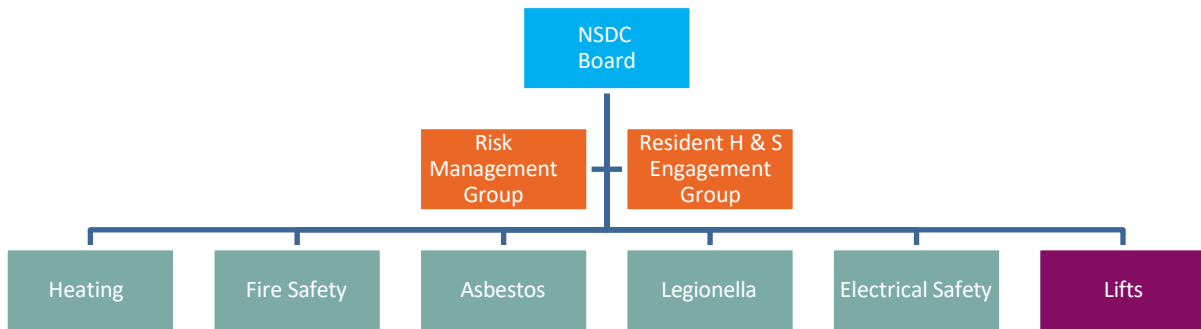 NSDC
Board
Risk
Management
Group
Resident H & S
Engagement
Group
Heating
Fire Safety
Asbestos
Legionella
Electrical Safety
Lifts